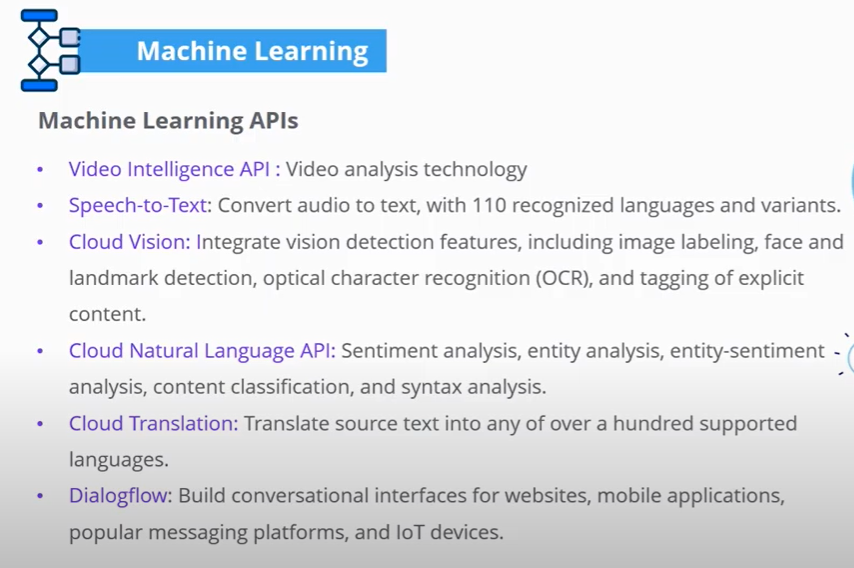 Machine Learning
Machine Learning APIs
• Video Intelligence API : Video analysis technology
• Speech-to-Text: Convert audio to text, with 110 recognized languages and variants.
• Cloud Vision: Integrate vision detection features, including image labeling, face and
landmark detection, optical character recognition (OCR), and tagging of explicit
content.
• Cloud Natural Language API: Sentiment analysis, entity analysis, entity-sentiment
analysis, content classification, and syntax analysis.
• Cloud Translation: Translate source text into any of over a hundred supported
languages.
• Dialogflow: Build conversational interfaces for websites, mobile applications,
popular messaging platforms, and IoT devices.